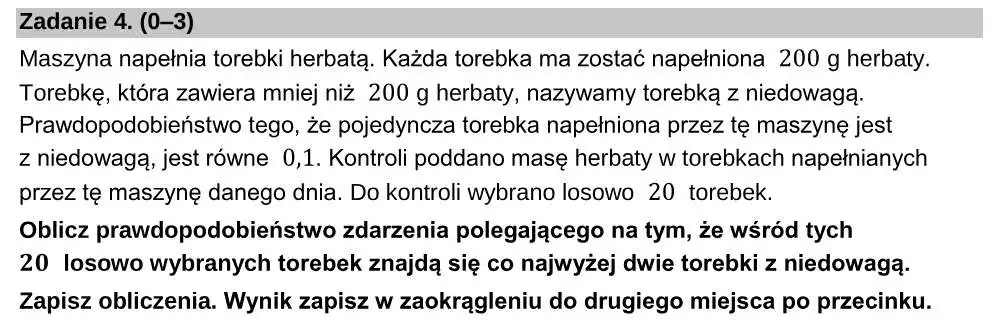 Zadanie 4. (0–3)
Maszyna napełnia torebki herbatą. Każda torebka ma zostać napełniona 200 g herbaty.
Torebkę, która zawiera mniej niż 200 g herbaty, nazywamy torebką z niedowagą.
Prawdopodobieństwo tego, że pojedyncza torebka napełniona przez tę maszynę jest
z niedowagą, jest równe 0,1. Kontroli poddano masę herbaty w torebkach napełnianych
przez tę maszynę danego dnia. Do kontroli wybrano losowo 20 torebek.
Oblicz prawdopodobieństwo zdarzenia polegającego na tym, że wśród tych
20 losowo wybranych torebek znajdą się co najwyżej dwie torebki z niedowagą.
Zapisz obliczenia. Wynik zapisz w zaokrągleniu do drugiego miejsca po przecinku.